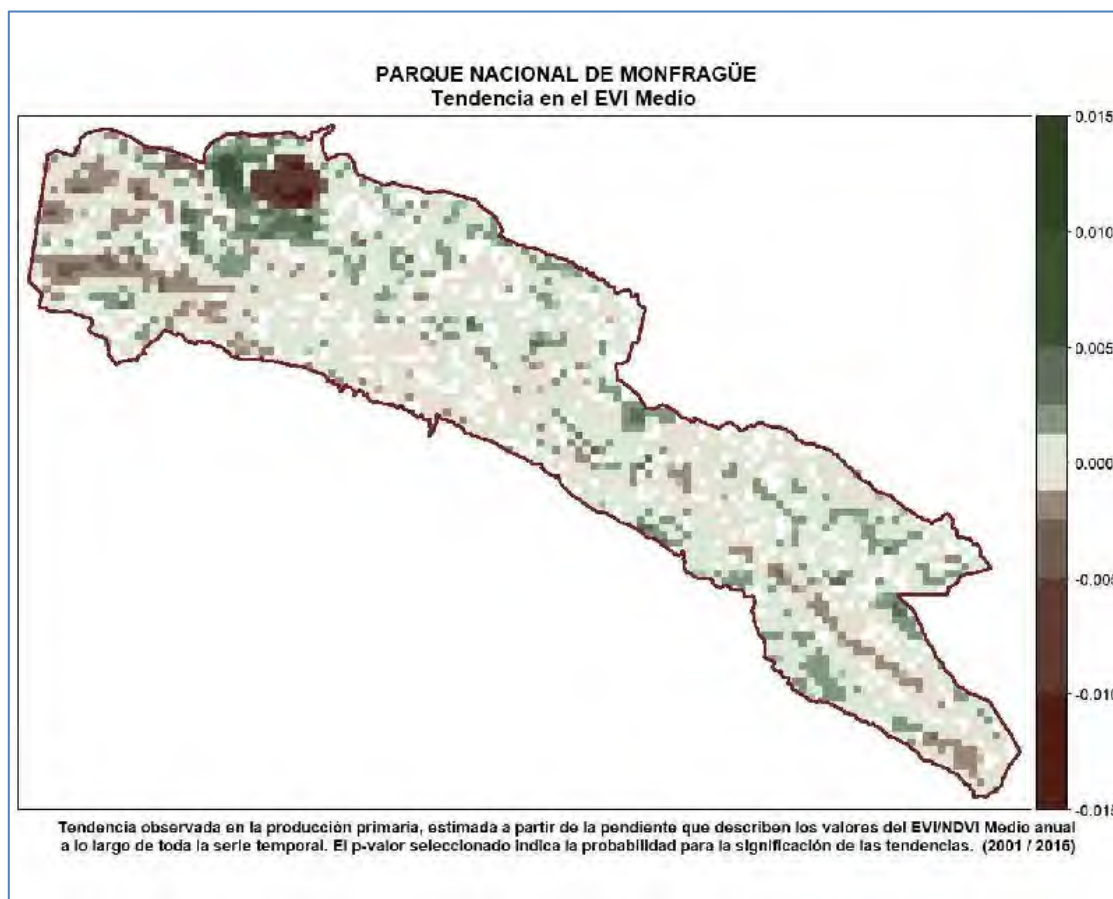 PARQUE NACIONAL DE MONFRAGÜE
Tendencia en el EVI Medio
0.015
0.010
0.005
0.000
-0.005
-0.010
-0.015
Tendencia observada en la producción primaria, estimada a partir de la pendiente que describen los valores del EVI/NDVI Medio anual
a lo largo de toda la serie temporal. El p-valor seleccionado indica la probabilidad para la significación de las tendencias. (2001 / 2016)